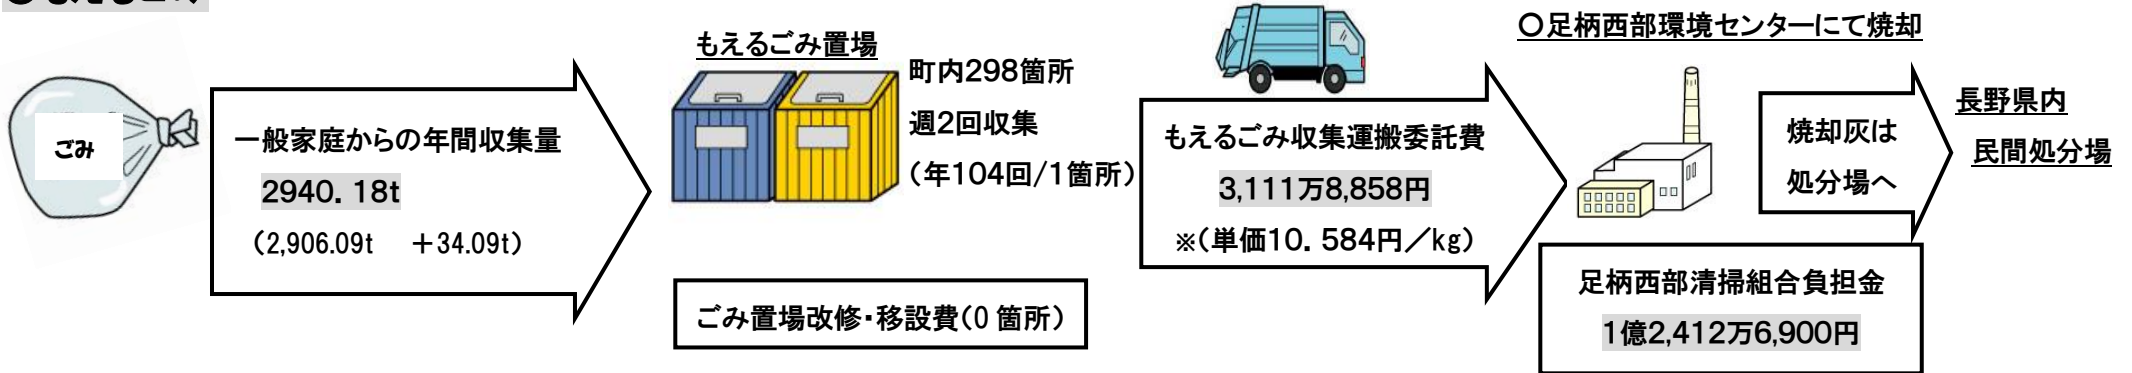 ごみ
一般家庭からの年間収集量
2940．18t
（2,906.09t　＋34.09t）
もえるごみ置場
町内298箇所
週2回収集
（年104回/1箇所）
ごみ置場改修・移設費（0 箇所）
もえるごみ収集運搬委託費
3,111万8,858円
※（単価10．584円／kg）
〇足柄西部環境センターにて焼却
足柄西部清掃組合負担金
1億2,412万6,900円
焼却灰は
処分場へ
長野県内
民間処分場